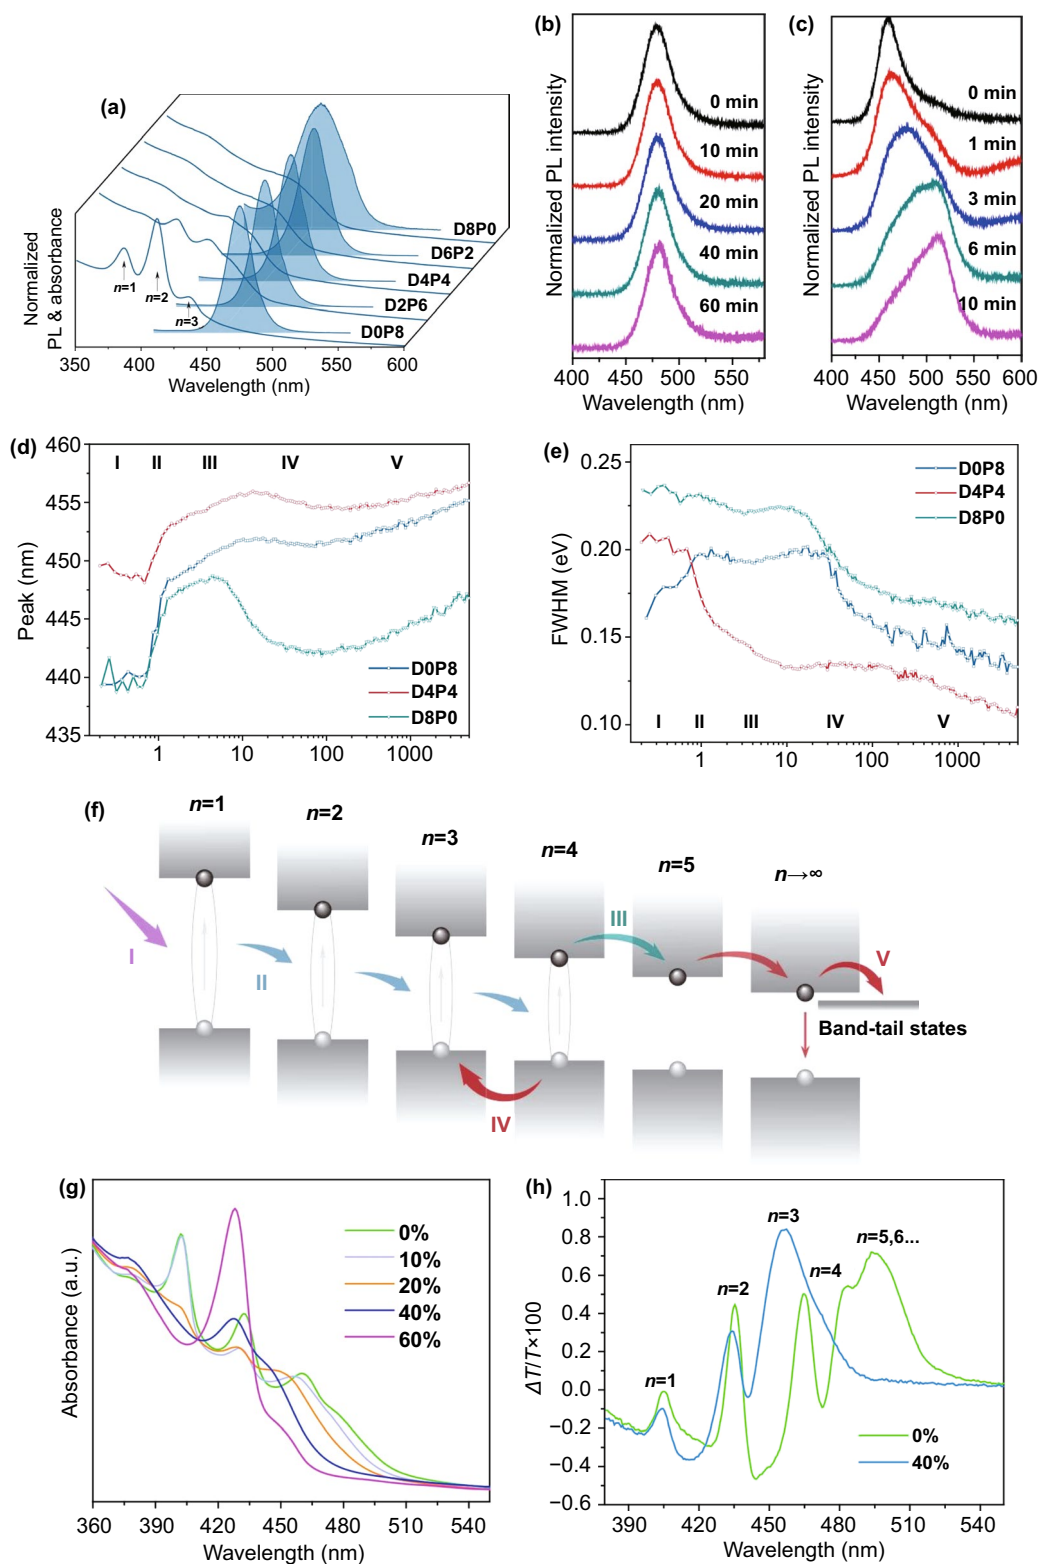 (a)
Normalized
PL & absorbance
n=1
n=2
n=3
D8P0
D6P2
D4P4
D2P6
D0P8
350 400 450 500 550 600
Wavelength (nm)
(b)
Normalized PL intensity
0 min
10 min
20 min
40 min
60 min
400 450 500 550
Wavelength (nm)
(c)
Normalized PL intensity
0 min
1 min
3 min
6 min
10 min
400 450 500 550 600
Wavelength (nm)
(d)
Peak (nm)
460
455
450
445
440
435
I II III IV V
D0P8
D4P4
D8P0
1 10 100 1000
(e)
FWHM (eV)
0.25
0.20
0.15
0.10
D0P8
D4P4
D8P0
I II III IV V
1 10 100 1000
(f)
n=1
n=2
n=3
n=4
n=5
n→∞
I
II
III
IV
V
Band-tail states
(g)
Absorbance (a.u.)
0%
10%
20%
40%
60%
360 390 420 450 480 510 540
Wavelength (nm)
(h)
ΔT/T×100
1.0
0.8
0.6
0.4
0.2
0.0
−0.2
−0.4
−0.6
n=1
n=2
n=3
n=4
n=5,6...
0%
40%
390 420 450 480 510 540
Wavelength (nm)